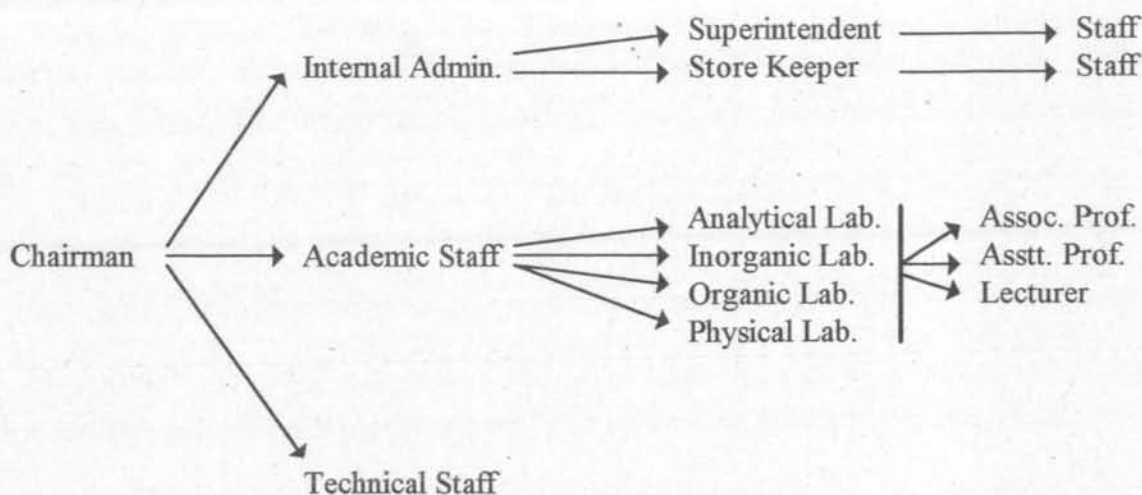 Superintendent Staff
Internal Admin. Store Keeper Staff
Analytical Lab. Assoc. Prof.
Chairman Academic Staff Inorganic Lab. Asstt. Prof.
Organic Lab. Lecturer
Physical Lab.
Technical Staff